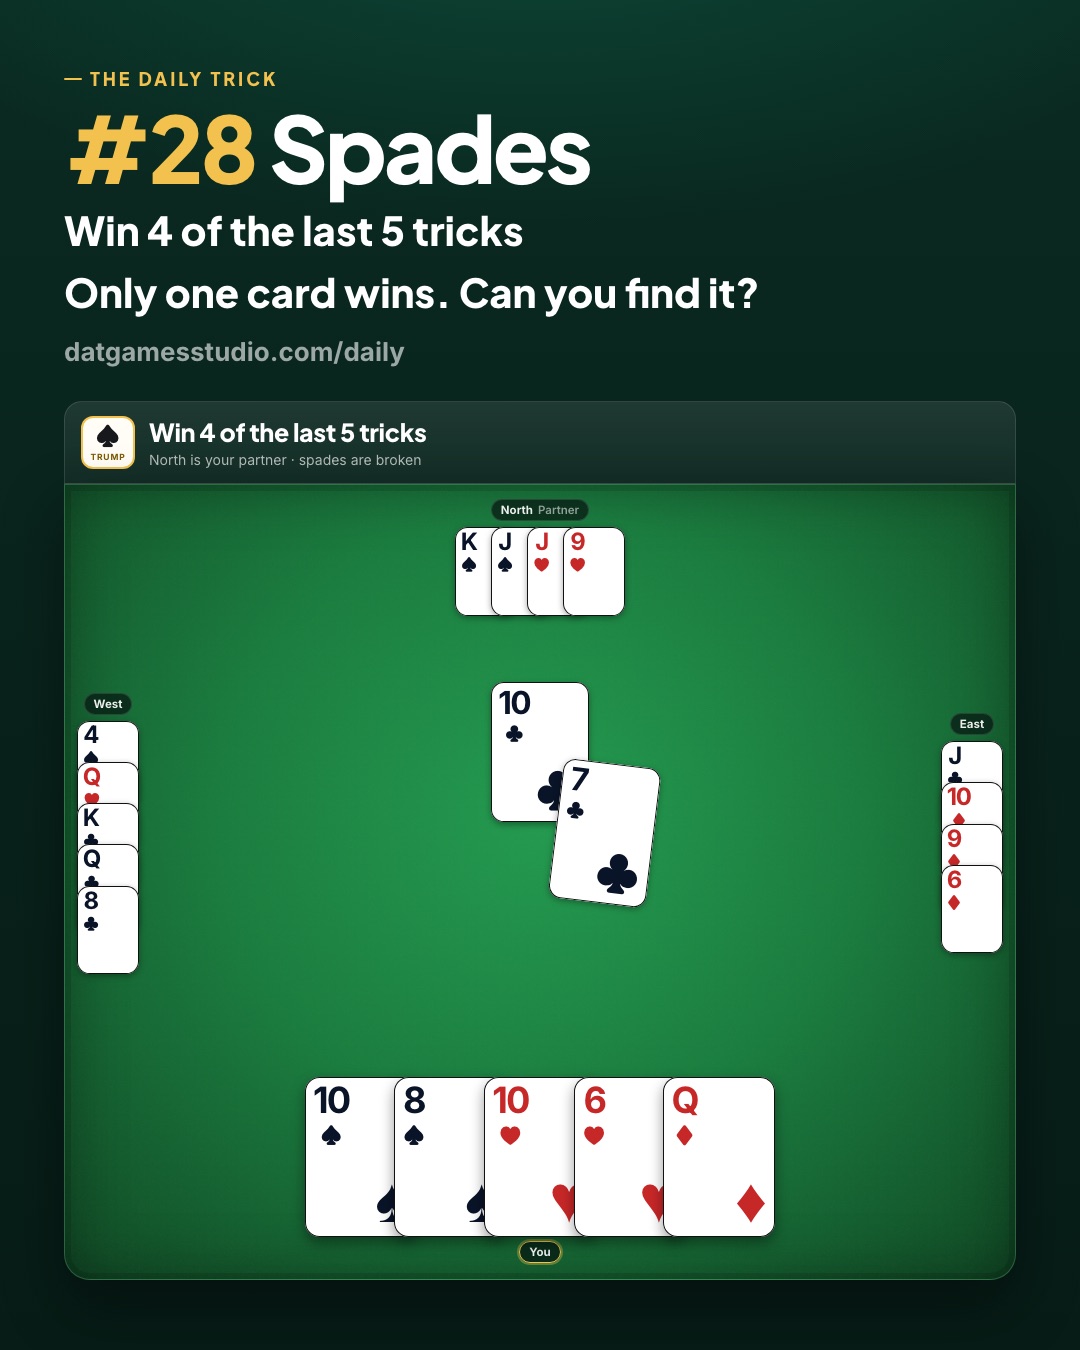 — THE DAILY TRICK
#28 Spades
Win 4 of the last 5 tricks
Only one card wins. Can you find it?
datgamesstudio.com/daily
TRUMP
Win 4 of the last 5 tricks
North is your partner · spades are broken
North Partner
K J J 9
10
7
West
4
Q
K
Q
8
East
J
10
9
6
10 8 10 6 Q
You